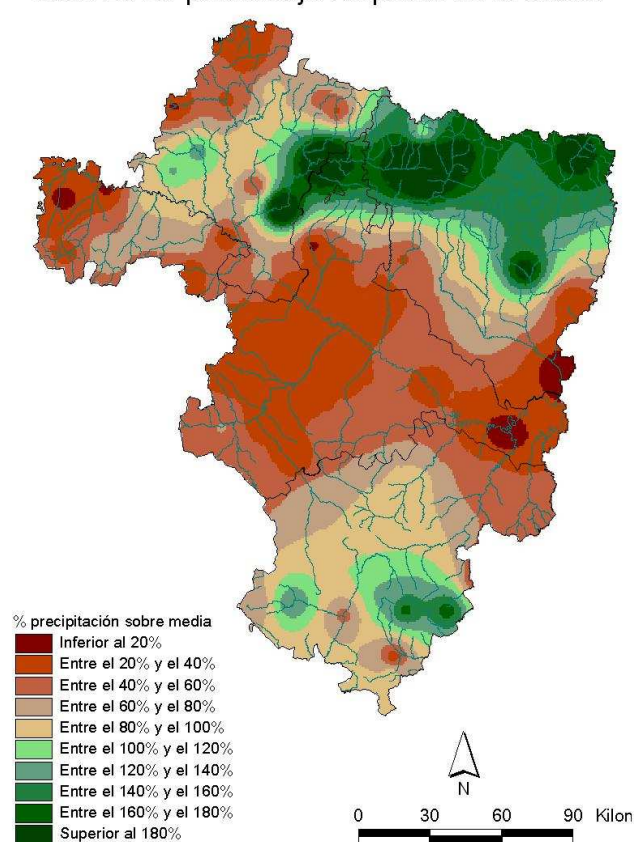 % precipitación sobre media
Inferior al 20%
Entre el 20% y el 40%
Entre el 40% y el 60%
Entre el 60% y el 80%
Entre el 80% y el 100%
Entre el 100% y el 120%
Entre el 120% y el 140%
Entre el 140% y el 160%
Entre el 160% y el 180%
Superior al 180%
N
0 30 60 90 Kilon